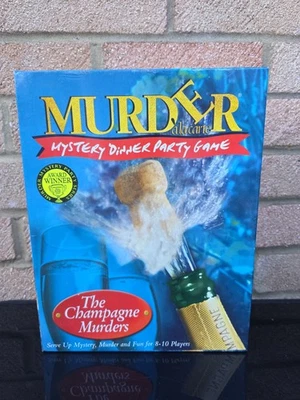 MURDER
à la carte
MYSTERY DINNER PARTY GAME
AWARD
WINNER
The
Champagne
Murders
MPAGNE
Serve Up Mystery, Murder and Fun for 8-10 Players